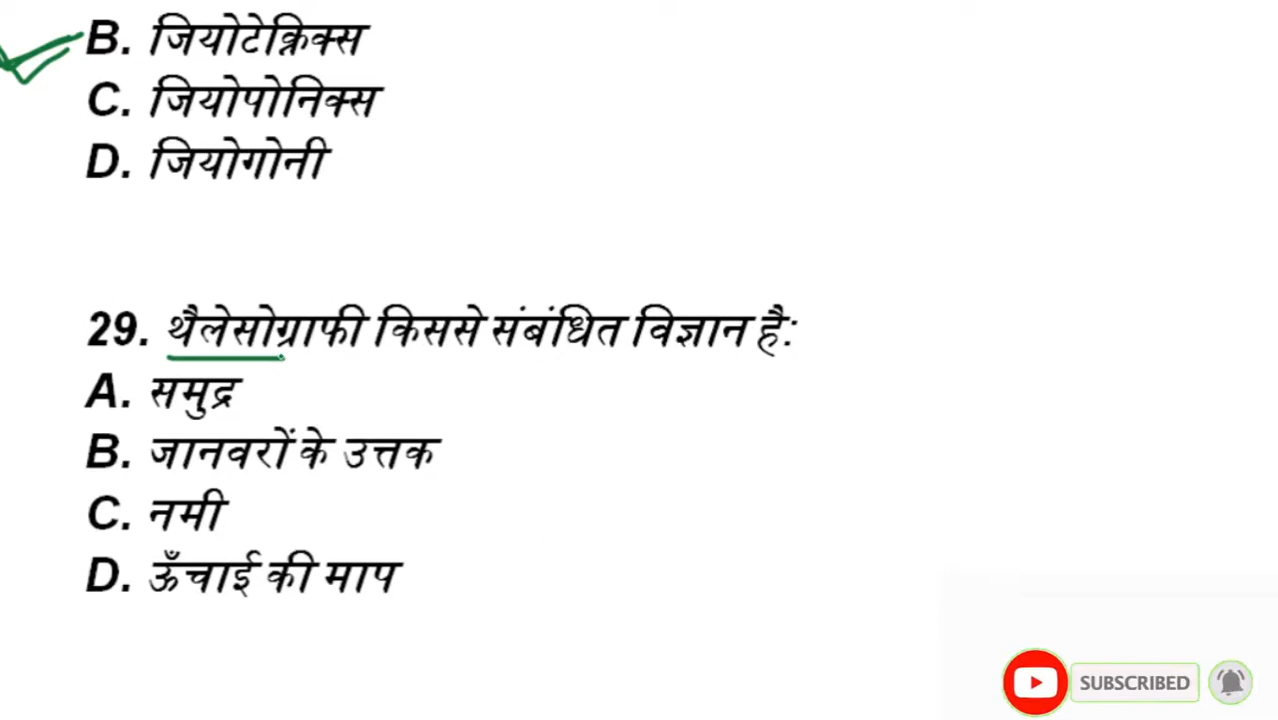 B. जियोटेक्निक्स
C. जियोपोनिक्स
D. जियोगोनी
29. थैलेसोग्राफी किससे संबंधित विज्ञान है:
A. समुद्र
B. जानवरों के उत्तक
C. नमी
D. ऊँचाई की माप
SUBSCRIBED